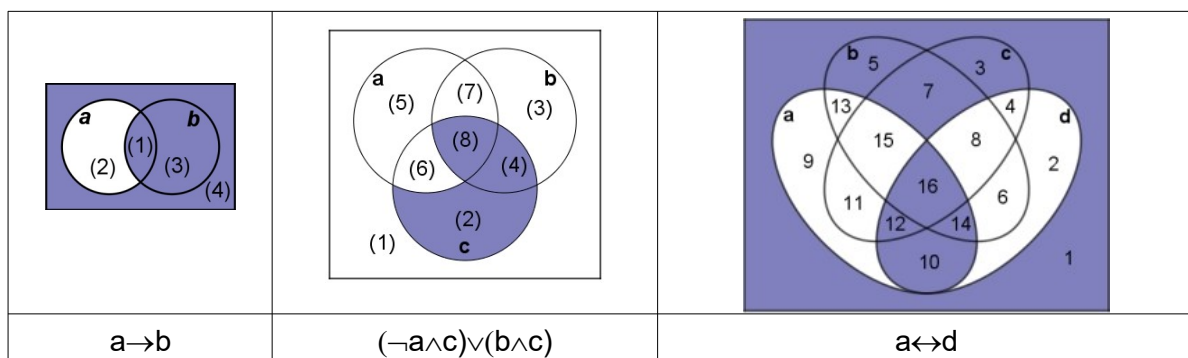 a
b
(1)
(2)
(3)
(4)
a
b
(5)
(7)
(3)
(8)
(6)
(4)
(2)
(1)
c
b
5
c
3
7
13
4
a
d
15
8
9
2
16
11
6
12
14
10
1
a→b
(¬a∧c)∨(b∧c)
a↔d